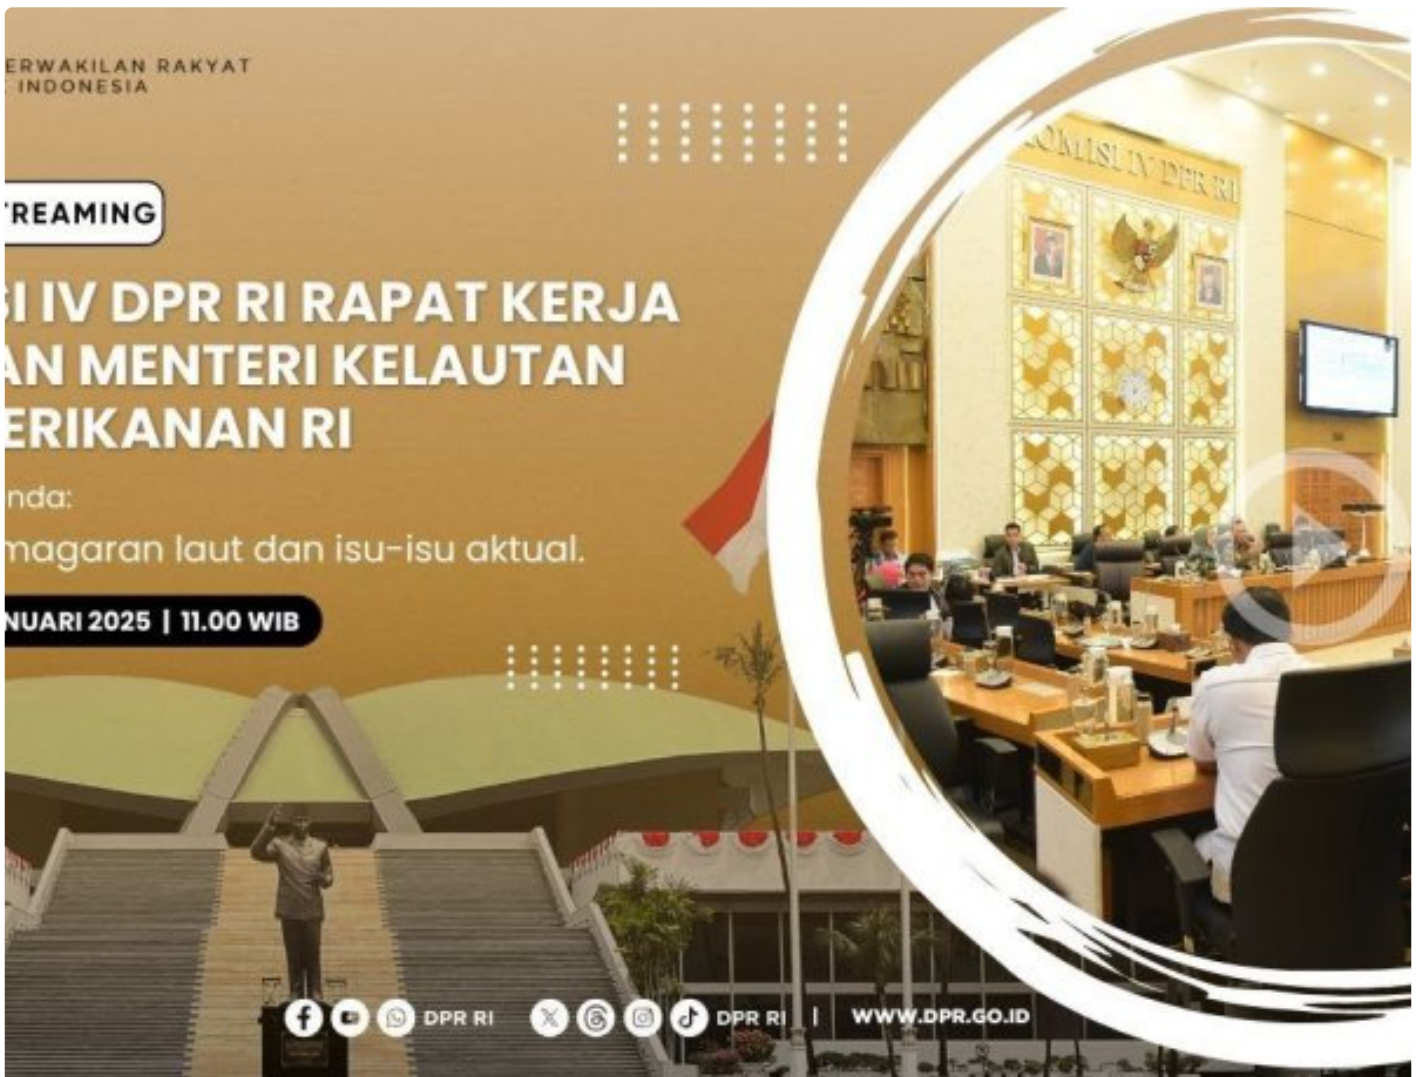 ERWAKILAN RAKYAT
INDONESIA
TREAMING
SI IV DPR RI RAPAT KERJA
AN MENTERI KELAUTAN
ERIKANAN RI
nda:
magaran laut dan isu-isu aktual.
NUARI 2025 | 11.00 WIB
OMISI IV DPR RI
DPR RI
DPR RI | WWW.DPR.GO.ID